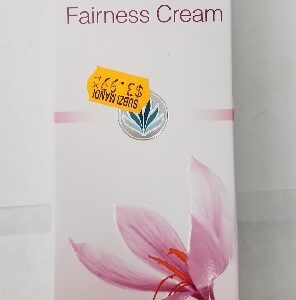 Fairness Cream
SUBZI MANDI
$3.99